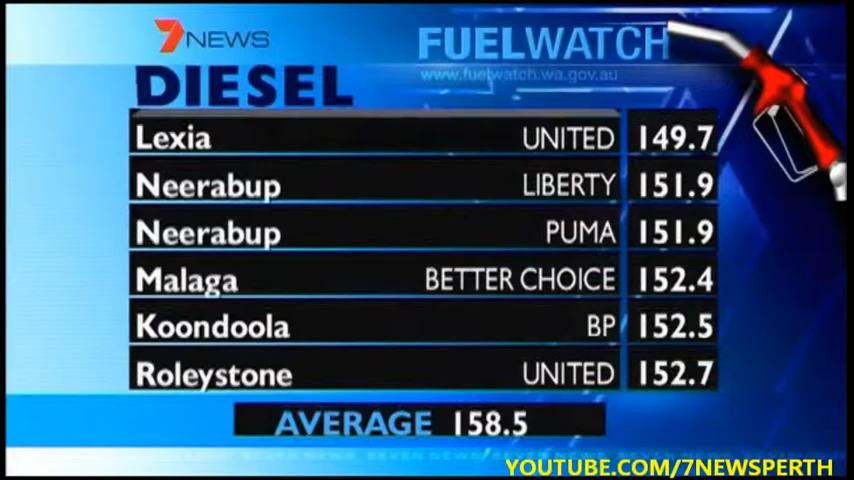 7NEWS
FUELWATCH
www.fuelwatch.wa.gov.au
DIESEL
Lexia UNITED 149.7
Neerabup LIBERTY 151.9
Neerabup PUMA 151.9
Malaga BETTER CHOICE 152.4
Koondoola BP 152.5
Roleystone UNITED 152.7
AVERAGE 158.5
YOUTUBE.COM/7NEWSPERTH